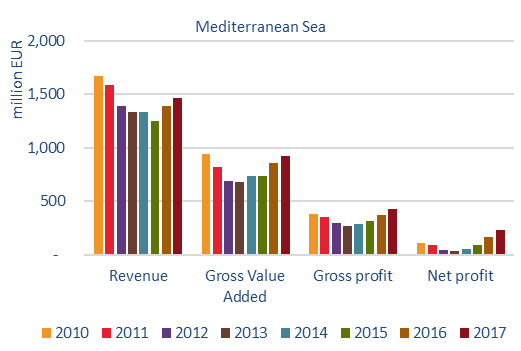 Mediterranean Sea
million EUR
2,000
1,500
1,000
500
-
Revenue
Gross Value
Added
Gross profit
Net profit
2010 2011 2012 2013 2014 2015 2016 2017